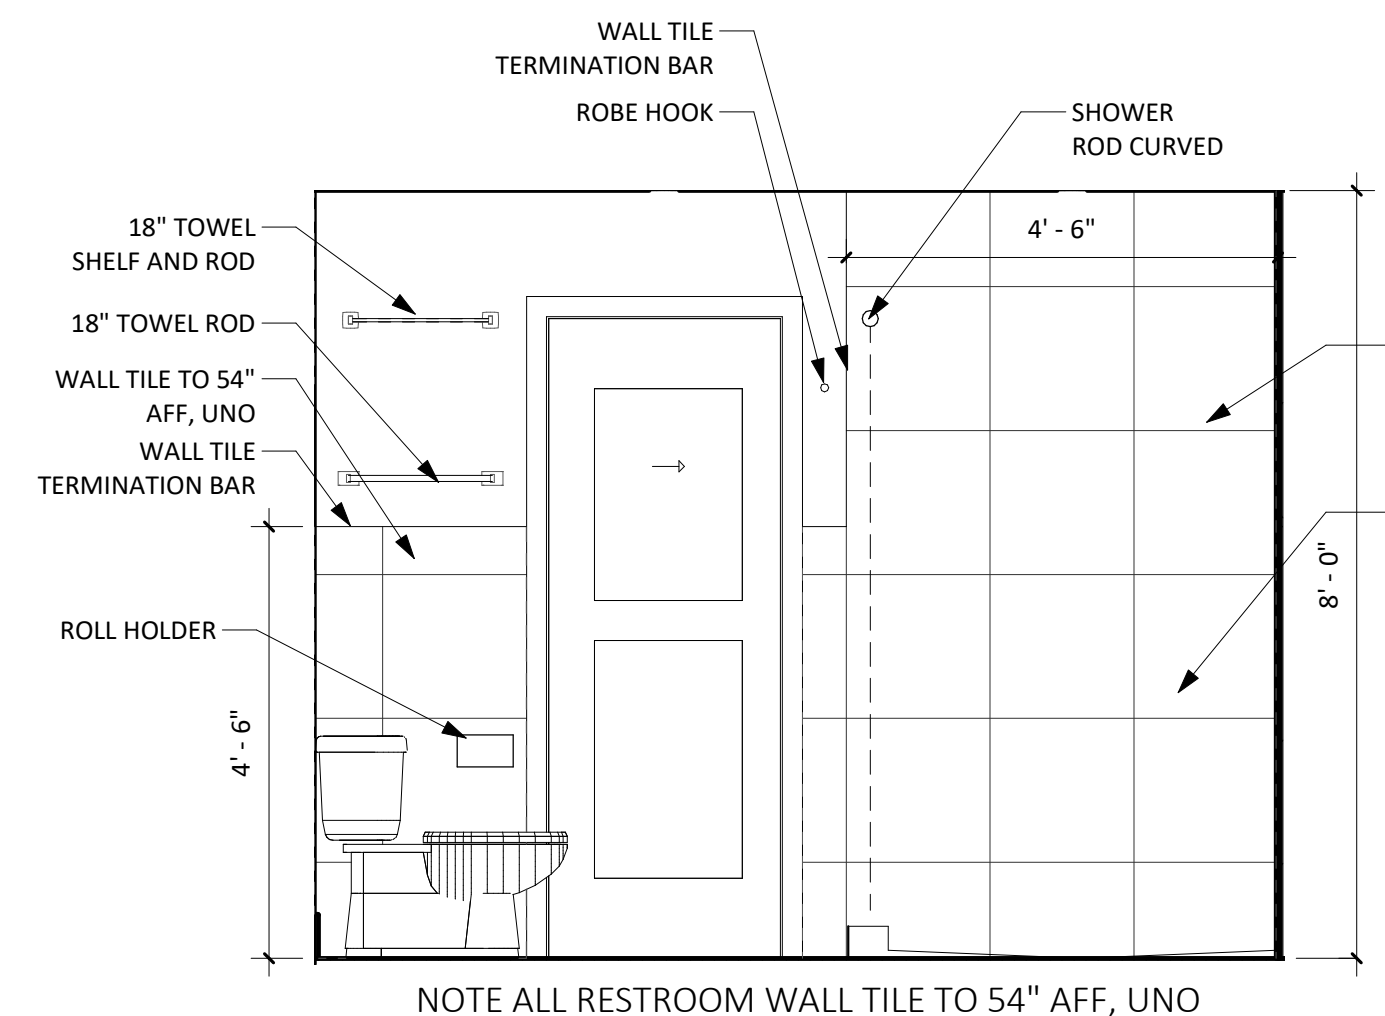 WALL TILE
TERMINATION BAR
ROBE HOOK
SHOWER
ROD CURVED
18" TOWEL
SHELF AND ROD
4' - 6"
18" TOWEL ROD
WALL TILE TO 54"
AFF, UNO
WALL TILE
TERMINATION BAR
8' - 0"
ROLL HOLDER
4' - 6"
NOTE ALL RESTROOM WALL TILE TO 54" AFF, UNO